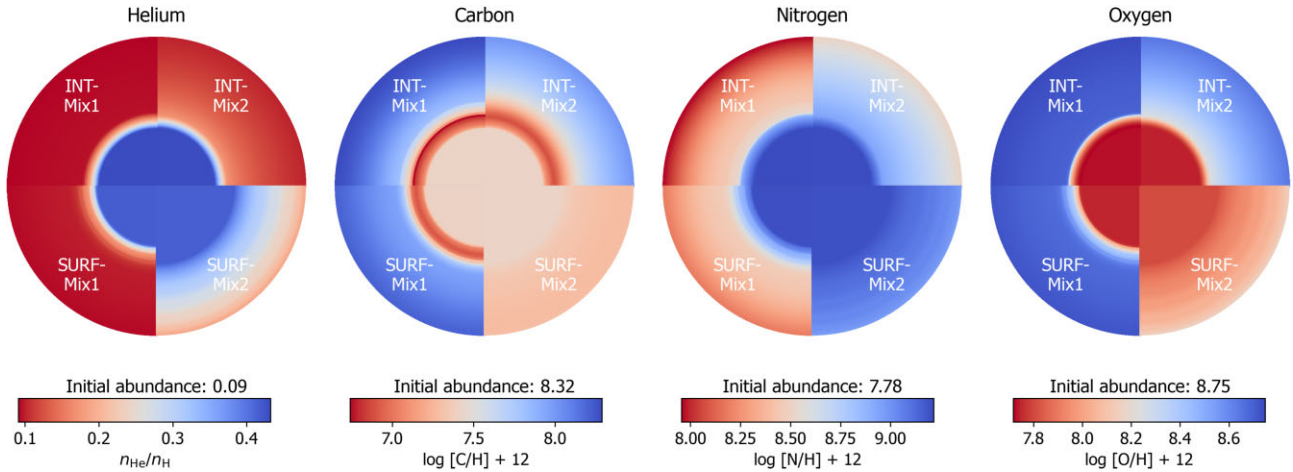 Helium
Carbon
Nitrogen
Oxygen
INT-
Mix1
INT-
Mix2
SURF-
Mix1
SURF-
Mix2
INT-
Mix1
INT-
Mix2
SURF-
Mix1
SURF-
Mix2
INT-
Mix1
INT-
Mix2
SURF-
Mix1
SURF-
Mix2
INT-
Mix1
INT-
Mix2
SURF-
Mix1
SURF-
Mix2
Initial abundance: 0.09
0.1 0.2 0.3 0.4
n_He/n_H
Initial abundance: 8.32
7.0 7.5 8.0
log [C/H] + 12
Initial abundance: 7.78
8.00 8.25 8.50 8.75 9.00
log [N/H] + 12
Initial abundance: 8.75
7.8 8.0 8.2 8.4 8.6
log [O/H] + 12